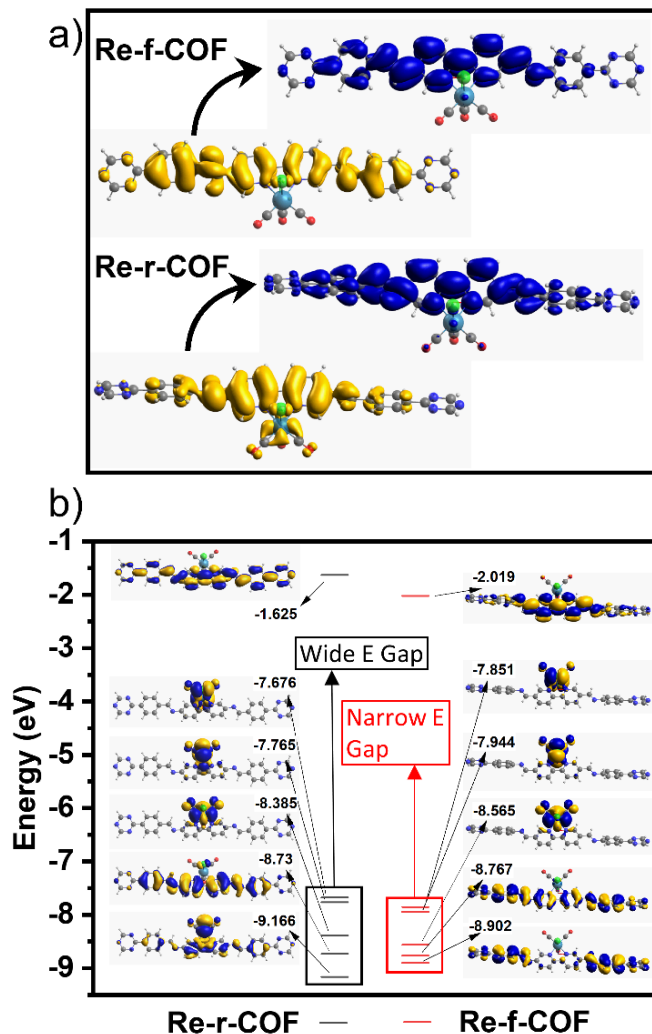 a)
Re-f-COF
Re-r-COF
b)
Energy (eV)
-1
-2
-3
-4
-5
-6
-7
-8
-9
-1.625
-2.019
Wide E Gap
-7.676
-7.851
Narrow E
Gap
-7.765
-7.944
-8.385
-8.565
-8.73
-8.767
-9.166
-8.902
Re-r-COF
Re-f-COF